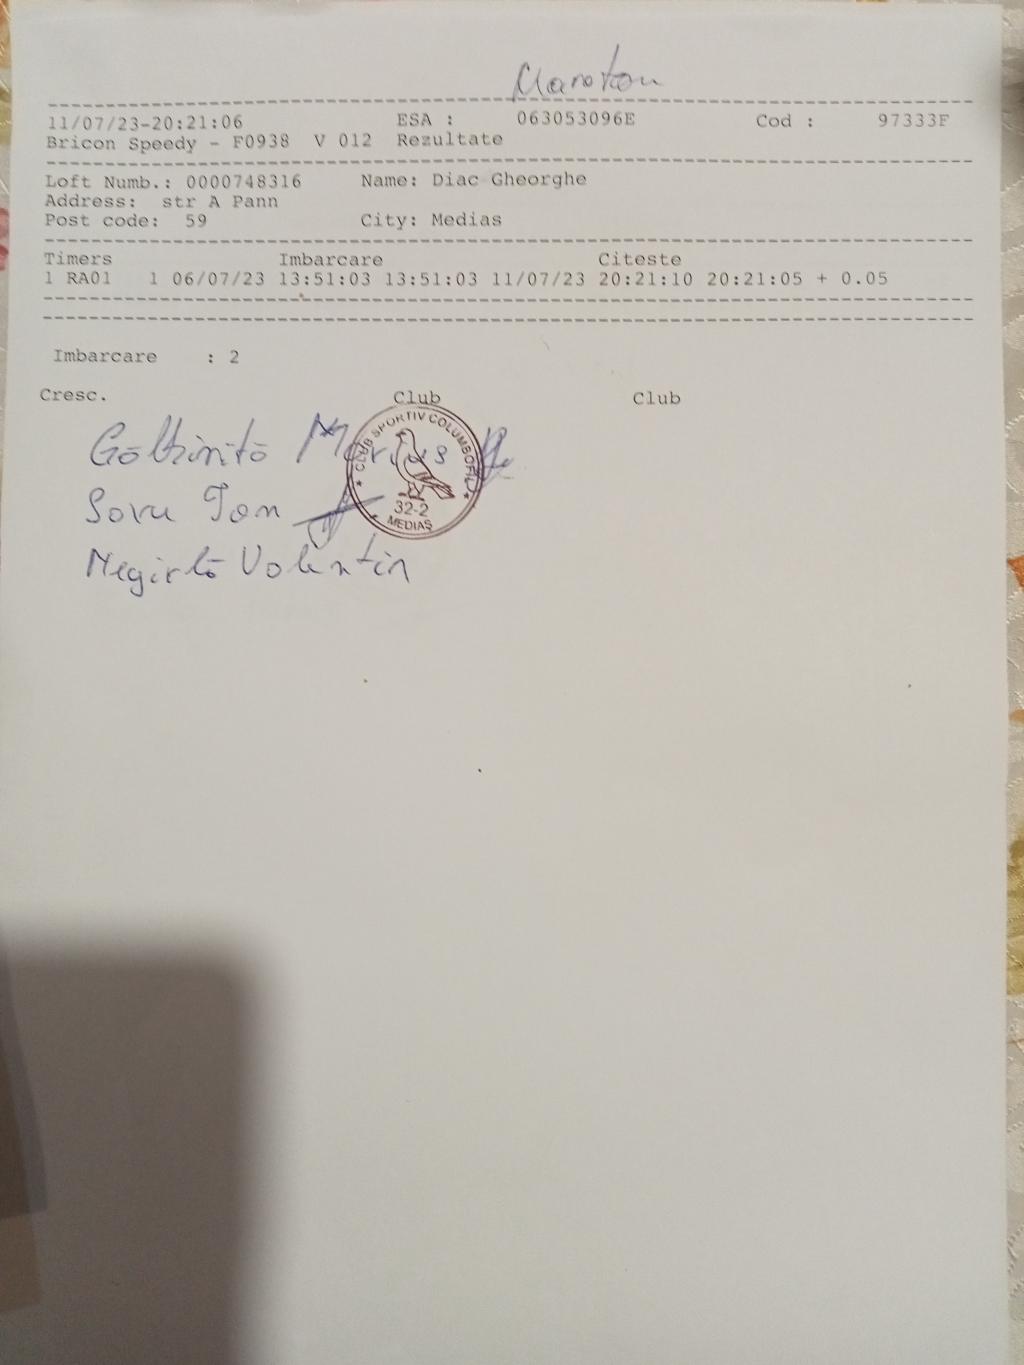 Maraton
11/07/23-20:21:06 ESA : 063053096E Cod : 97333F
Bricon Speedy - F0938 V 012 Rezultate
Loft Numb.: 0000748316 Name: Diac Gheorghe
Address: str A Pann
Post code: 59 City: Medias
Timers Imbarcare Citeste
1 RA01 1 06/07/23 13:51:03 13:51:03 11/07/23 20:21:10 20:21:05 + 0.05
Imbarcare : 2
Cresc. Club Club
CLUB SPORTIV COLUMBOFIL
Marius
Sovu Ion
32-2
MEDIAȘ
Valentin